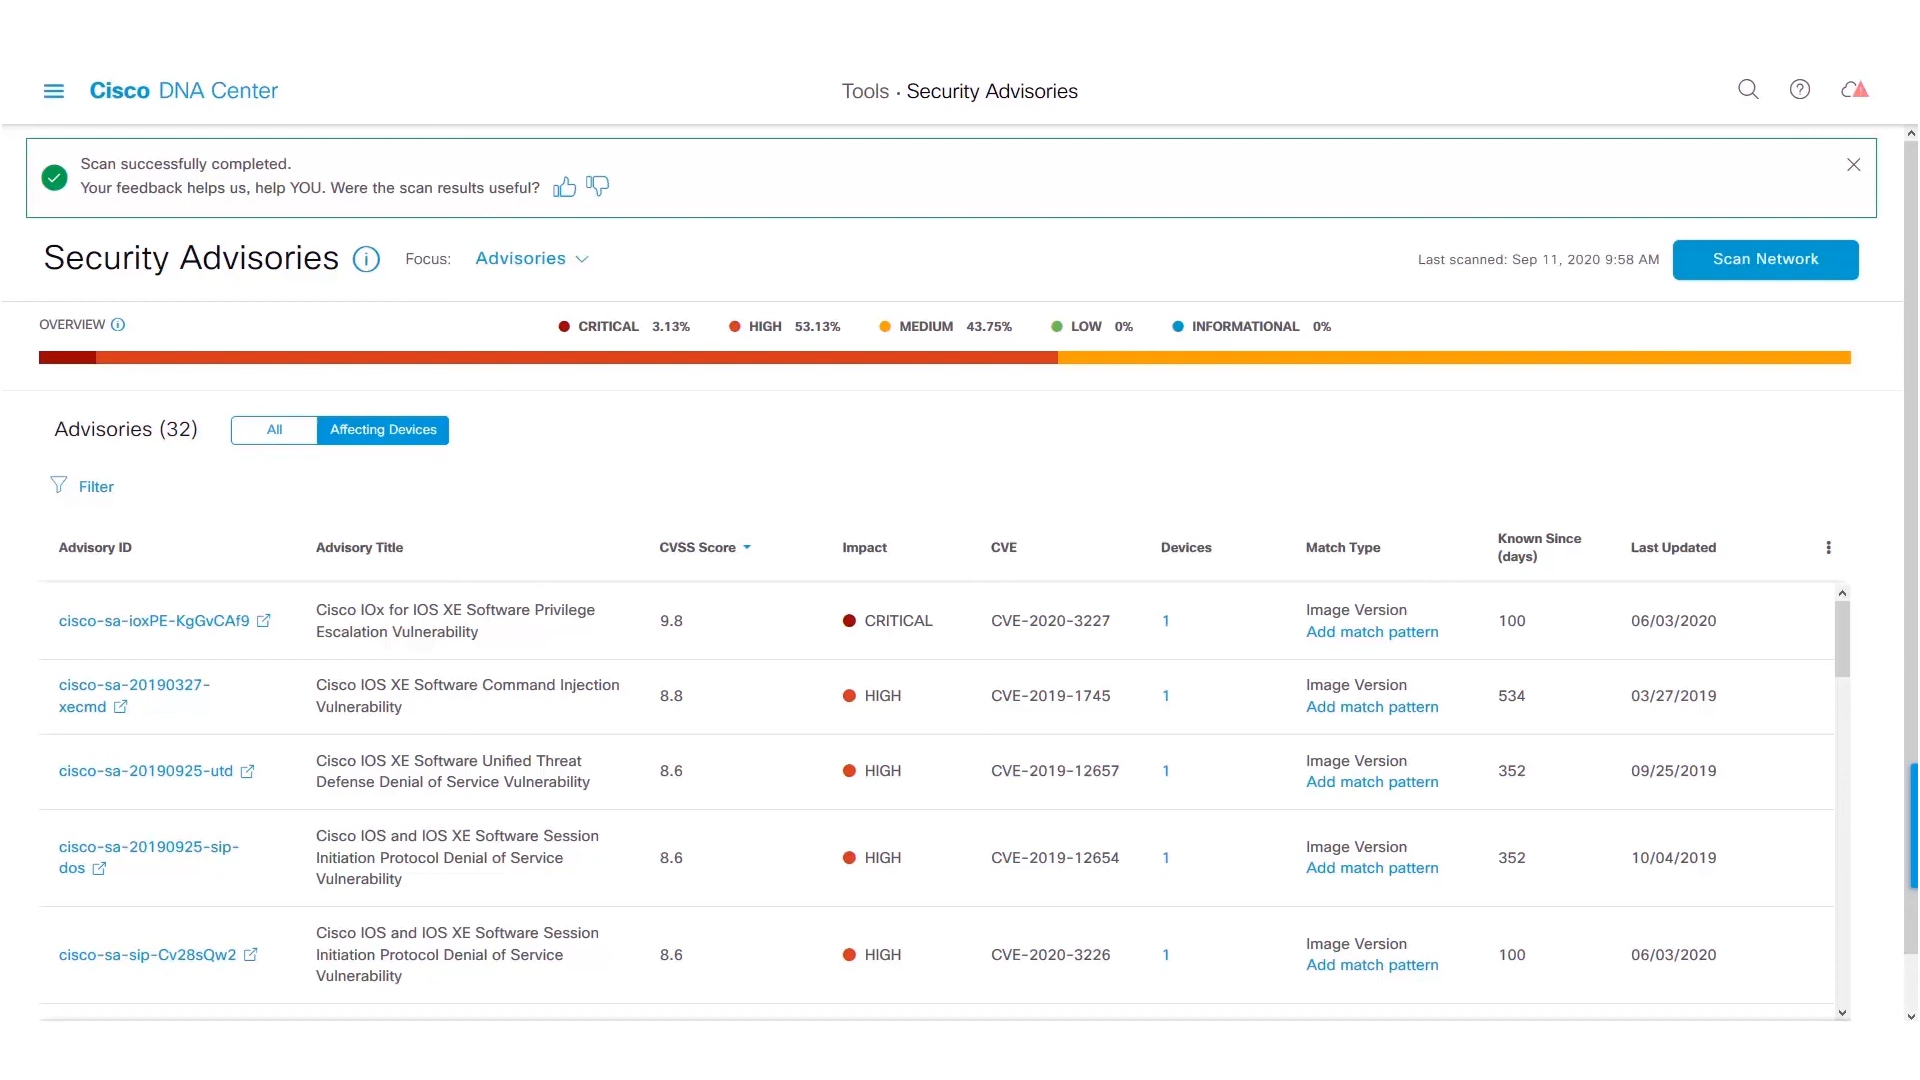 Cisco DNA Center
Tools · Security Advisories
Scan successfully completed.
Your feedback helps us, help YOU. Were the scan results useful?
Security Advisories
Focus: Advisories
Last scanned: Sep 11, 2020 9:58 AM
Scan Network
OVERVIEW
CRITICAL 3.13% HIGH 53.13% MEDIUM 43.75% LOW 0% INFORMATIONAL 0%
Advisories (32)
All
Affecting Devices
Filter
Advisory ID Advisory Title CVSS Score Impact CVE Devices Match Type Known Since (days) Last Updated
cisco-sa-ioxPE-KgGvCAf9
Cisco IOx for IOS XE Software Privilege
Escalation Vulnerability
9.8
CRITICAL
CVE-2020-3227
1
Image Version
Add match pattern
100
06/03/2020
cisco-sa-20190327-
xecmd
Cisco IOS XE Software Command Injection
Vulnerability
8.8
HIGH
CVE-2019-1745
1
Image Version
Add match pattern
534
03/27/2019
cisco-sa-20190925-utd
Cisco IOS XE Software Unified Threat
Defense Denial of Service Vulnerability
8.6
HIGH
CVE-2019-12657
1
Image Version
Add match pattern
352
09/25/2019
cisco-sa-20190925-sip-
dos
Cisco IOS and IOS XE Software Session
Initiation Protocol Denial of Service
Vulnerability
8.6
HIGH
CVE-2019-12654
1
Image Version
Add match pattern
352
10/04/2019
cisco-sa-sip-Cv28sQw2
Cisco IOS and IOS XE Software Session
Initiation Protocol Denial of Service
Vulnerability
8.6
HIGH
CVE-2020-3226
1
Image Version
Add match pattern
100
06/03/2020